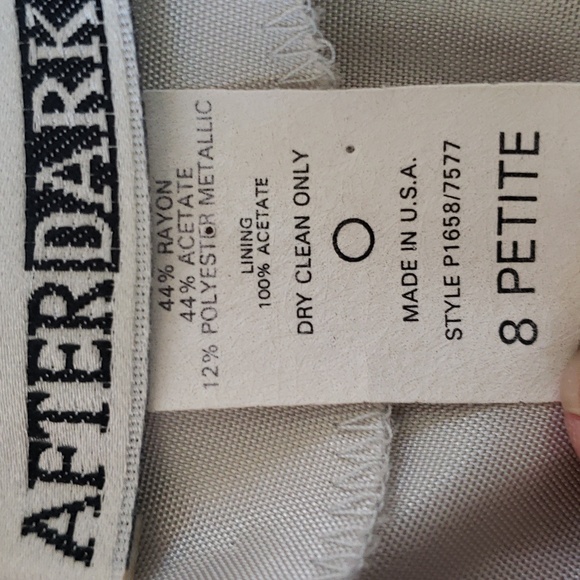 AFTER DARK
44% RAYON
44% ACETATE
12% POLYESTER METALLIC
LINING
100% ACETATE
DRY CLEAN ONLY
MADE IN U.S.A.
STYLE P1658/7577
8 PETITE